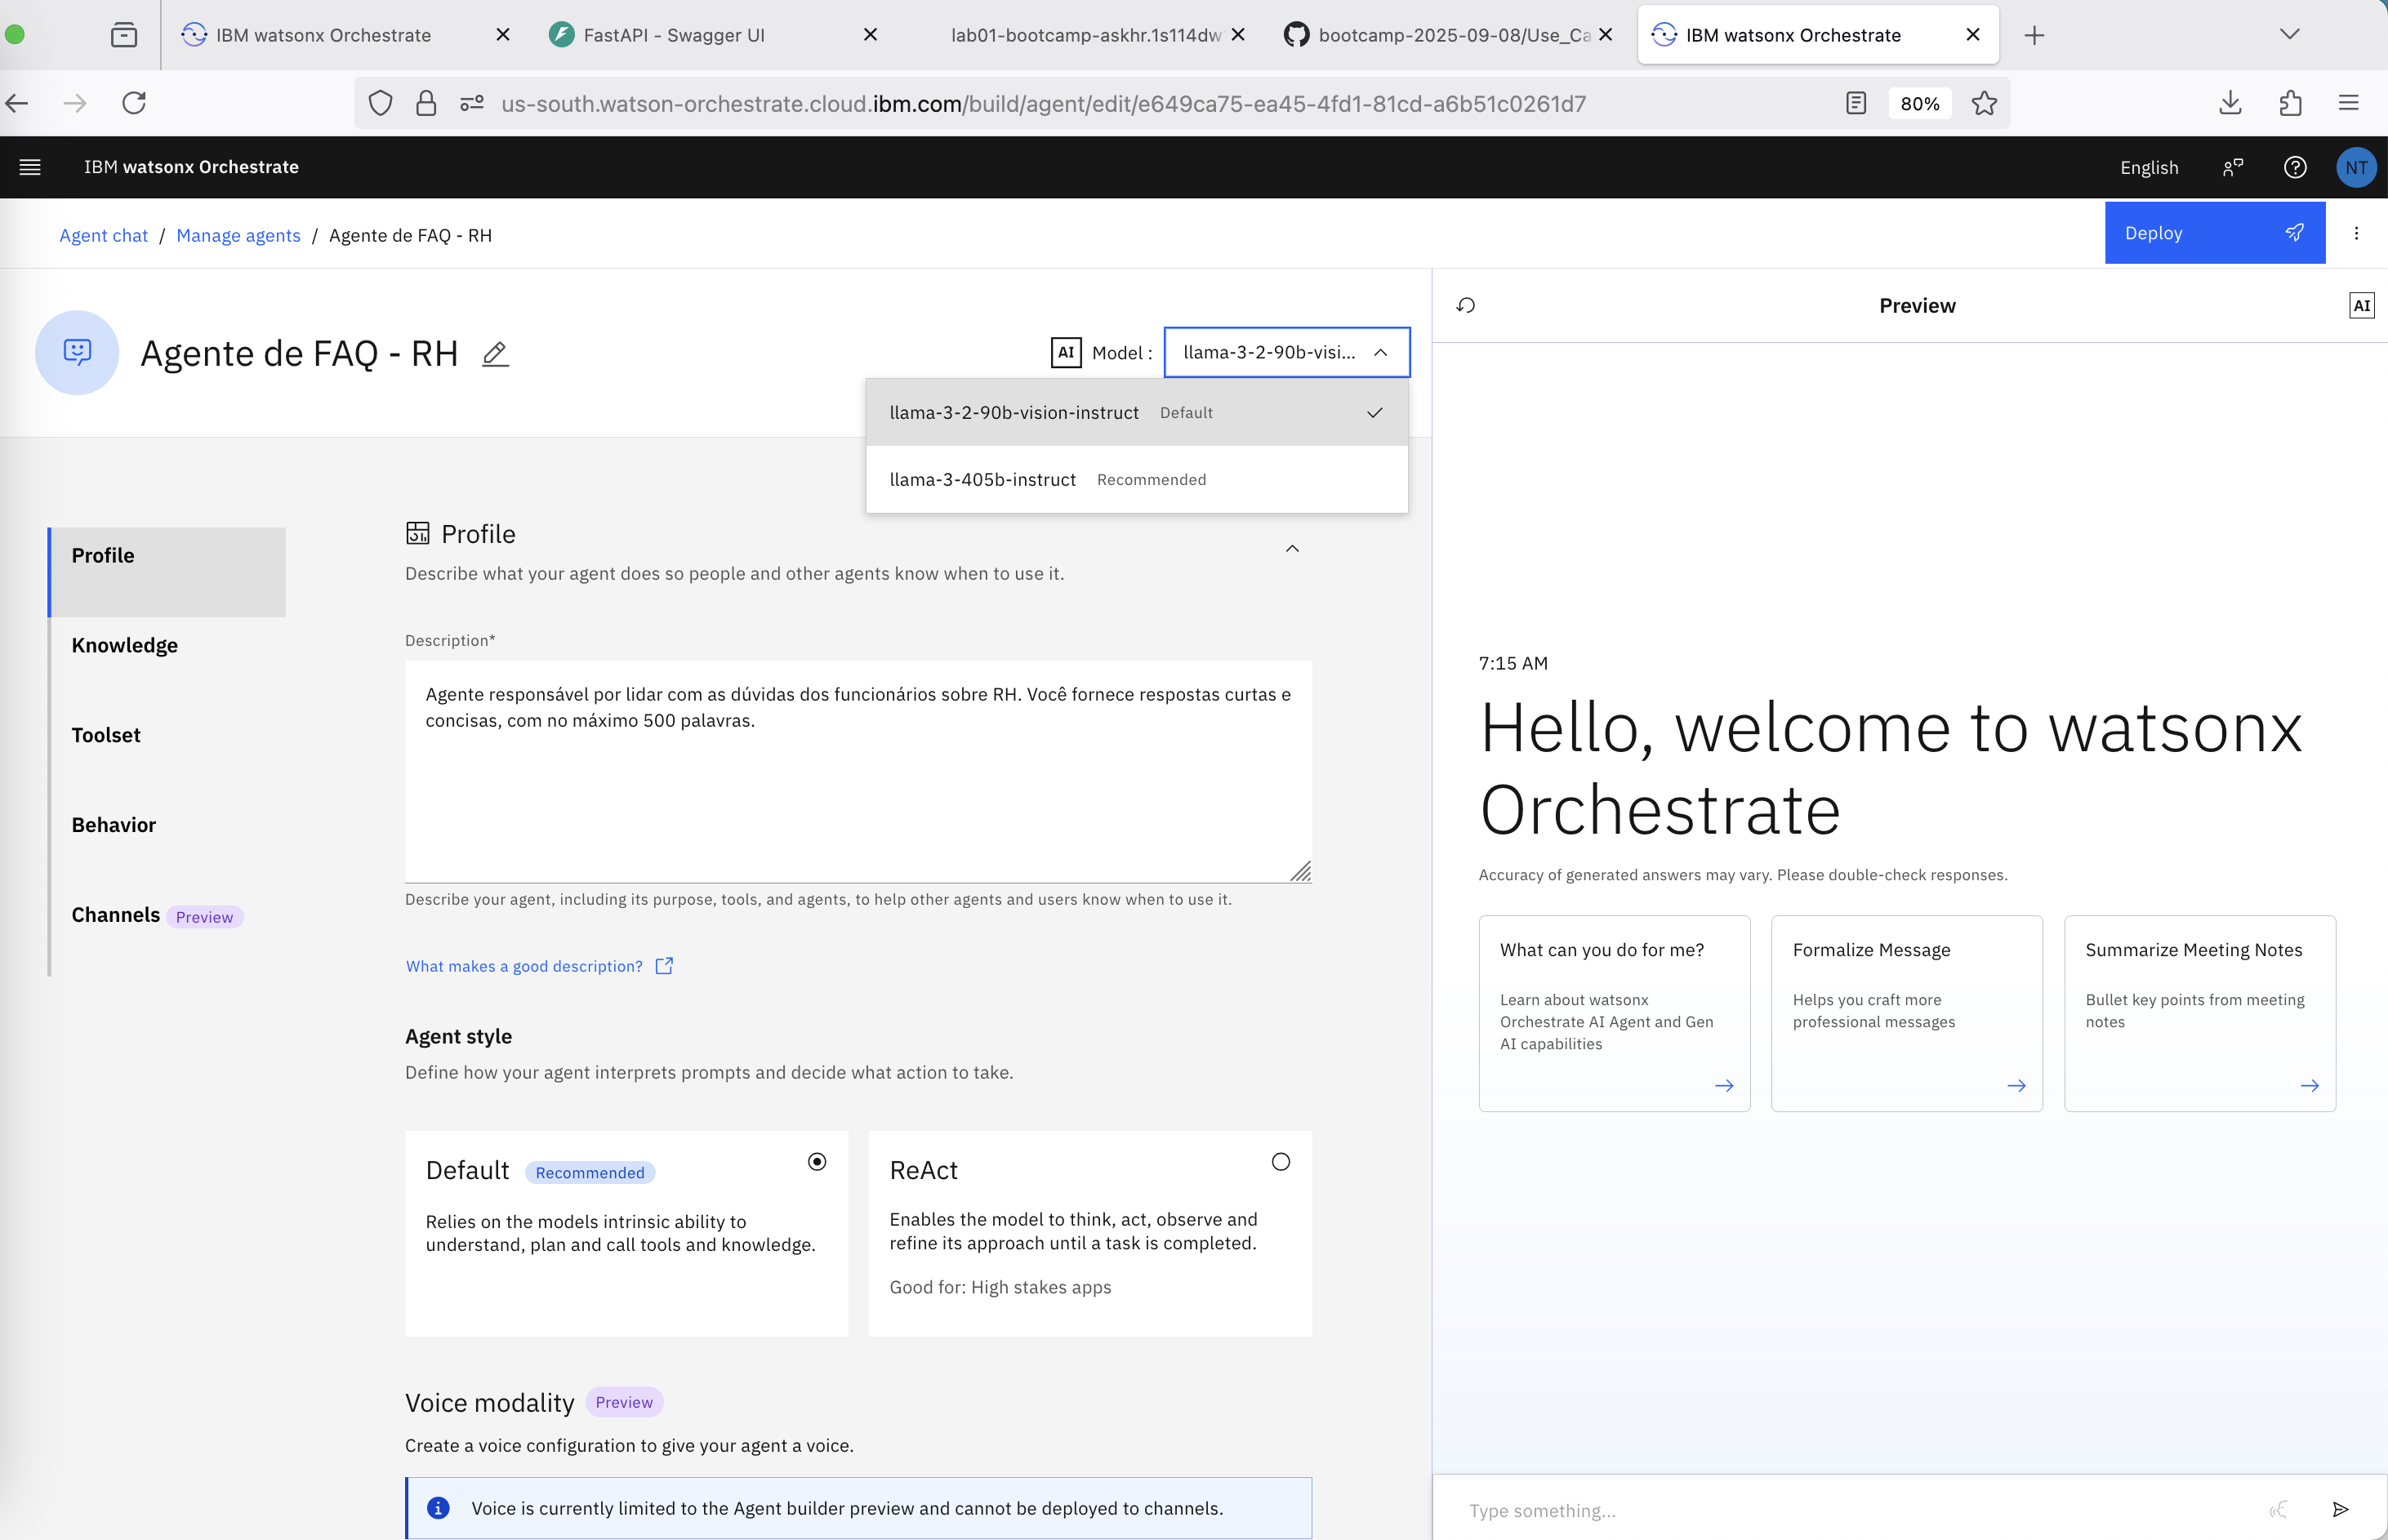 IBM watsonx Orchestrate
FastAPI - Swagger UI
lab01-bootcamp-askhr.1s114dw
bootcamp-2025-09-08/Use_Ca
IBM watsonx Orchestrate
us-south.watson-orchestrate.cloud.ibm.com/build/agent/edit/e649ca75-ea45-4fd1-81cd-a6b51c0261d7
80%
IBM watsonx Orchestrate
English
NT
Agent chat / Manage agents / Agente de FAQ - RH
Deploy
Agente de FAQ - RH
AI Model :
llama-3-2-90b-visi...
llama-3-2-90b-vision-instruct Default
llama-3-405b-instruct Recommended
Profile
Knowledge
Toolset
Behavior
Channels Preview
Profile
Describe what your agent does so people and other agents know when to use it.
Description*
Agente responsável por lidar com as dúvidas dos funcionários sobre RH. Você fornece respostas curtas e
concisas, com no máximo 500 palavras.
Describe your agent, including its purpose, tools, and agents, to help other agents and users know when to use it.
What makes a good description?
Agent style
Define how your agent interprets prompts and decide what action to take.
Default Recommended
Relies on the models intrinsic ability to
understand, plan and call tools and knowledge.
ReAct
Enables the model to think, act, observe and
refine its approach until a task is completed.
Good for: High stakes apps
Voice modality Preview
Create a voice configuration to give your agent a voice.
Voice is currently limited to the Agent builder preview and cannot be deployed to channels.
Preview
AI
7:15 AM
Hello, welcome to watsonx
Orchestrate
Accuracy of generated answers may vary. Please double-check responses.
What can you do for me?
Learn about watsonx
Orchestrate AI Agent and Gen
AI capabilities
Formalize Message
Helps you craft more
professional messages
Summarize Meeting Notes
Bullet key points from meeting
notes
Type something...